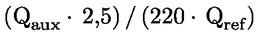 (Q_aux · 2,5) / (220 · Q_ref)